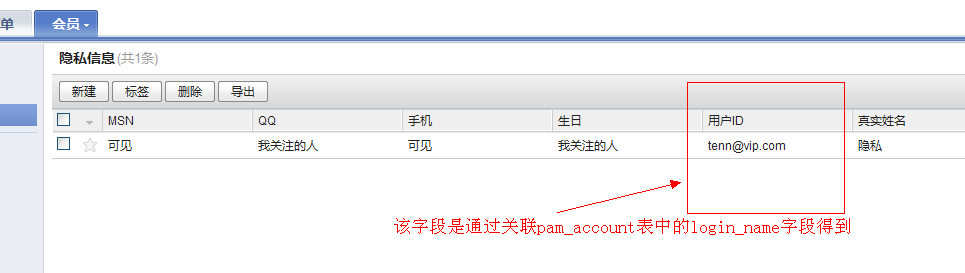 单 会员
隐私信息 (共1条)
新建 标签 删除 导出
MSN QQ 手机 生日 用户ID 真实姓名
可见 我关注的人 可见 我关注的人 tenn@vip.com 隐私
该字段是通过关联pam_account表中的login_name字段得到